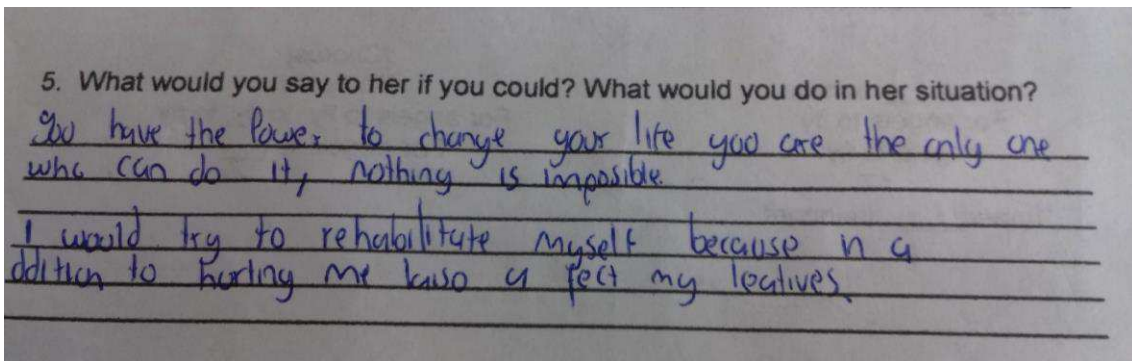 5. What would you say to her if you could? What would you do in her situation?
you have the Power to change your life you are the only one
who can do it, nothing is imposible.
I would try to rehabilitate myself because in a
ddition to hurting me I also a fect my leatives